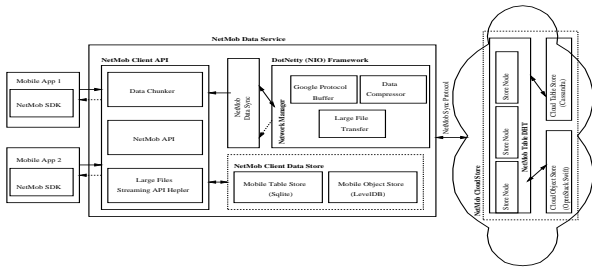 NetMob Data Service
NetMob Client API
DotNetty (NIO) Framework
Mobile App 1
NetMob SDK
Mobile App 2
NetMob SDK
Data Chunker
NetMob API
Large Files
Streaming API Hepler
NetMob
Data Sync
Network Manager
Google Protocol
Buffer
Data
Compressor
Large File
Transfer
NetMob Client Data Store
Mobile Table Store
(Sqlite)
Mobile Object Store
(LevelDB)
NetMob Sync Protocol
NetMob CloudStore
Store Node
Store Node
Store Node
NetMob Table DHT
Cloud Table Store
(Cassandra)
Cloud Object Store
(OpenStack Swift)